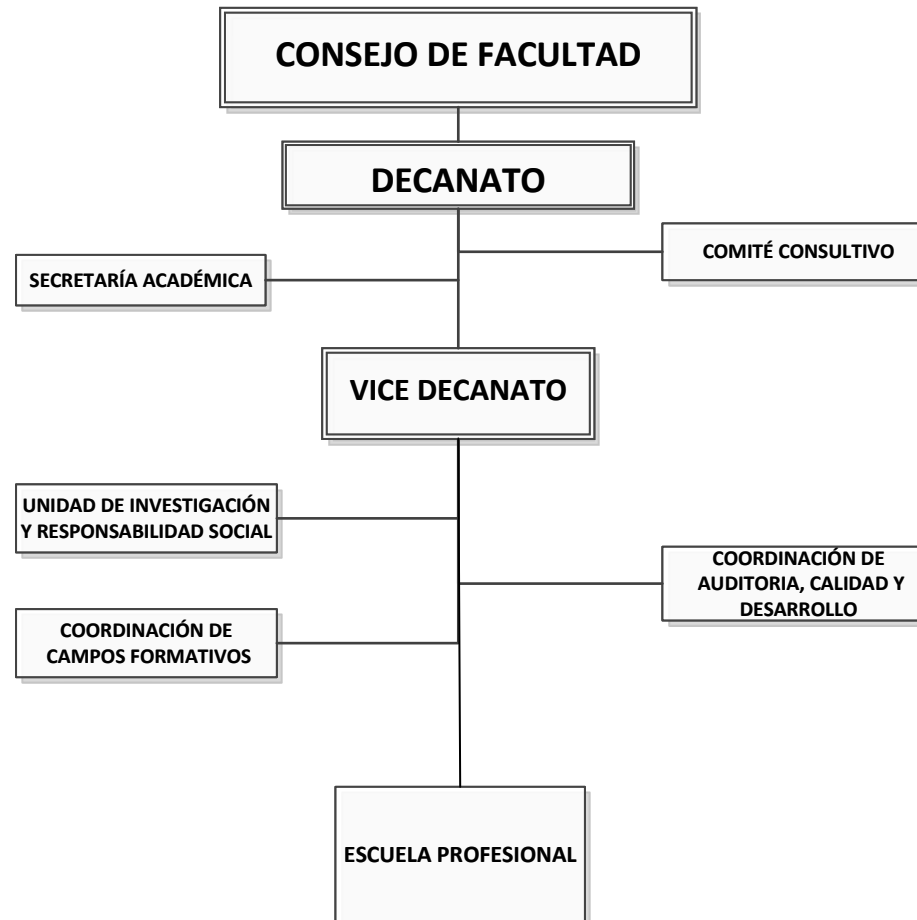 CONSEJO DE FACULTAD
DECANATO
COMITÉ CONSULTIVO
SECRETARÍA ACADÉMICA
VICE DECANATO
UNIDAD DE INVESTIGACIÓN
Y RESPONSABILIDAD SOCIAL
COORDINACIÓN DE
AUDITORIA, CALIDAD Y
DESARROLLO
COORDINACIÓN DE
CAMPOS FORMATIVOS
ESCUELA PROFESIONAL